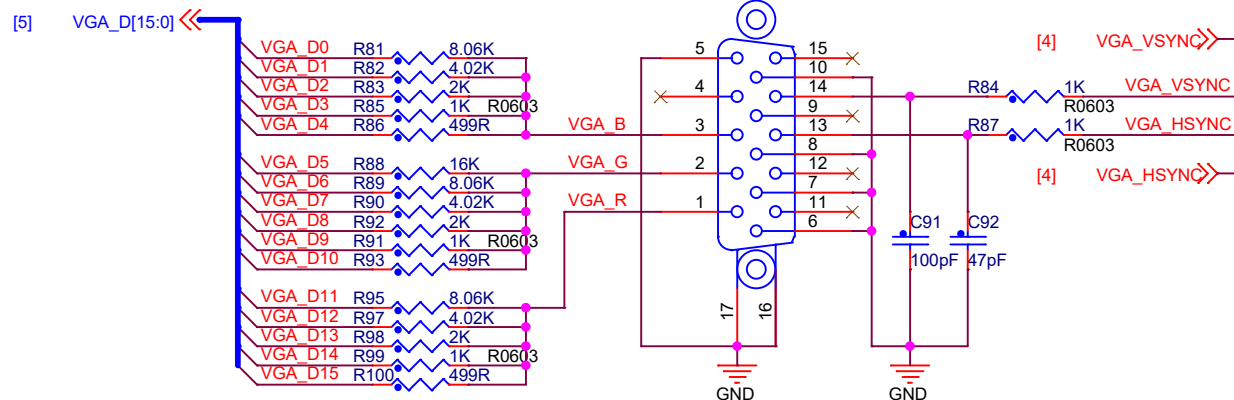 [5] VGA_D[15:0]
VGA_D0 R81 8.06K
VGA_D1 R82 4.02K
VGA_D2 R83 2K
VGA_D3 R85 1K R0603
VGA_D4 R86 499R VGA_B
VGA_D5 R88 16K VGA_G
VGA_D6 R89 8.06K
VGA_D7 R90 4.02K VGA_R
VGA_D8 R92 2K
VGA_D9 R91 1K R0603
VGA_D10 R93 499R
VGA_D11 R95 8.06K
VGA_D12 R97 4.02K
VGA_D13 R98 2K
VGA_D14 R99 1K R0603
VGA_D15 R100 499R
5
4
3
2
1
15
10
14
9
13
8
12
7
11
6
17 16
GND
[4] VGA_VSYNC
R84 1K VGA_VSYNC
R0603
R87 1K VGA_HSYNC
R0603
[4] VGA_HSYNC
C91 C92
100pF 47pF
GND